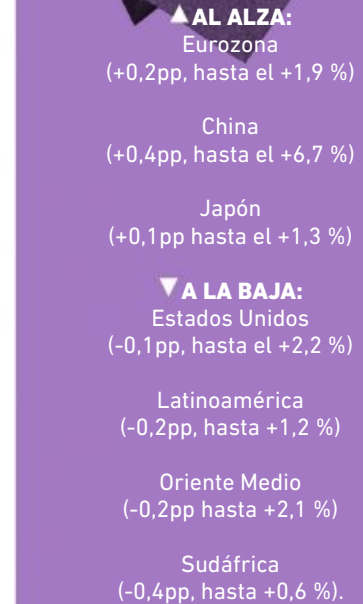 ▲AL ALZA:
Eurozona
(+0,2pp, hasta el +1,9 %)
China
(+0,4pp, hasta el +6,7 %)
Japón
(+0,1pp hasta el +1,3 %)
▼A LA BAJA:
Estados Unidos
(-0,1pp, hasta el +2,2 %)
Latinoamérica
(-0,2pp, hasta +1,2 %)
Oriente Medio
(-0,2pp hasta +2,1 %)
Sudáfrica
(-0,4pp, hasta +0,6 %).